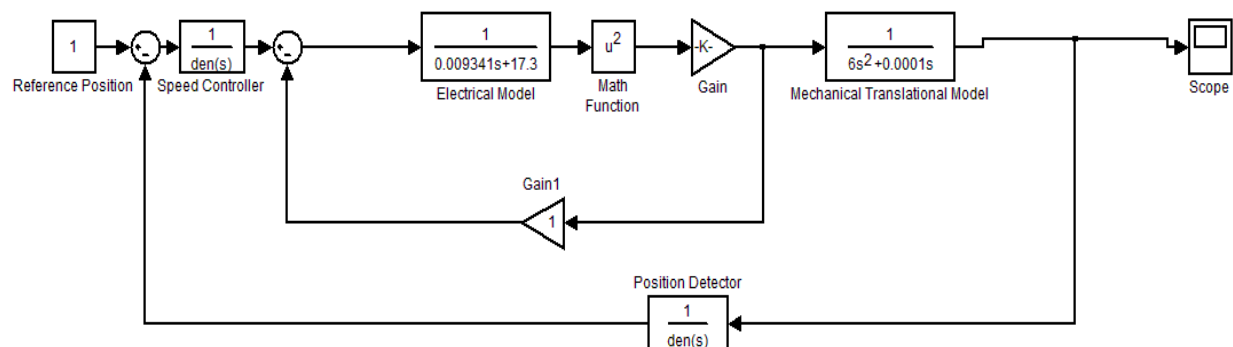 1
Reference Position
1
den(s)
Speed Controller
1
0.009341s+17.3
Electrical Model
u²
Math
Function
-K-
Gain
1
6s²+0.0001s
Mechanical Translational Model
Scope
Gain1
1
Position Detector
1
den(s)